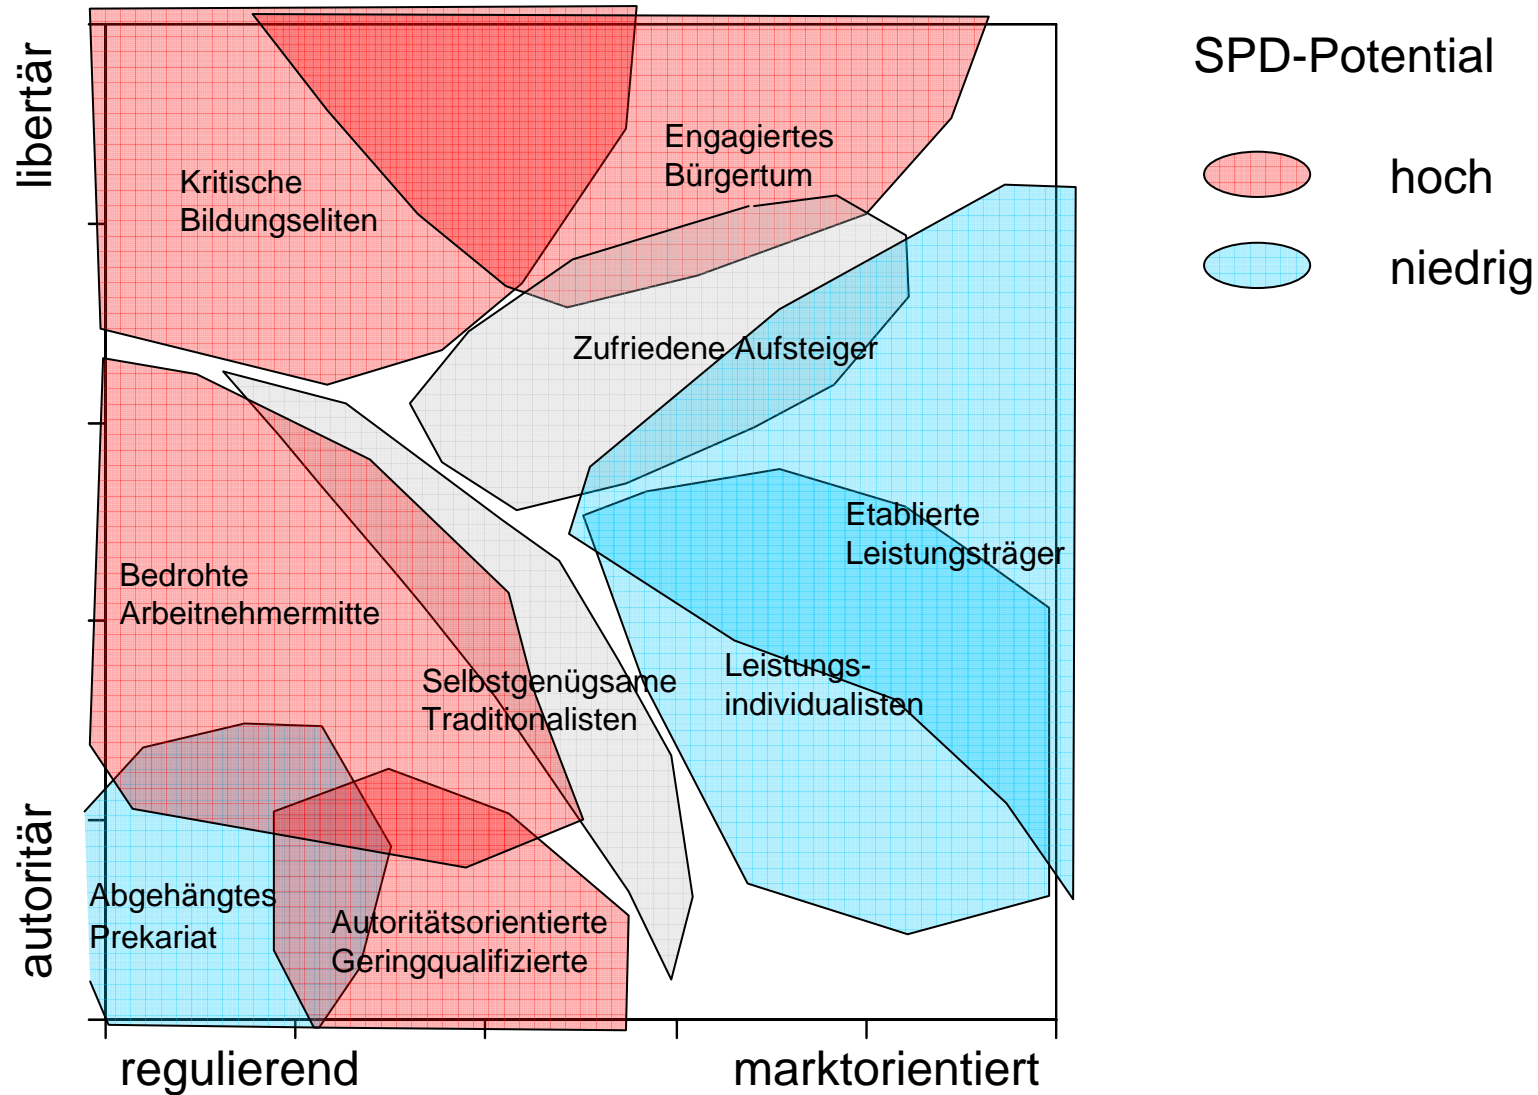 SPD-Potential
hoch
niedrig
libertär
autoritär
Kritische
Bildungseliten
Engagiertes
Bürgertum
Zufriedene Aufsteiger
Etablierte
Leistungsträger
Bedrohte
Arbeitnehmermitte
Selbstgenügsame
Traditionalisten
Leistungs-
individualisten
Abgehängtes
Prekariat
Autoritätsorientierte
Geringqualifizierte
regulierend
marktorientiert